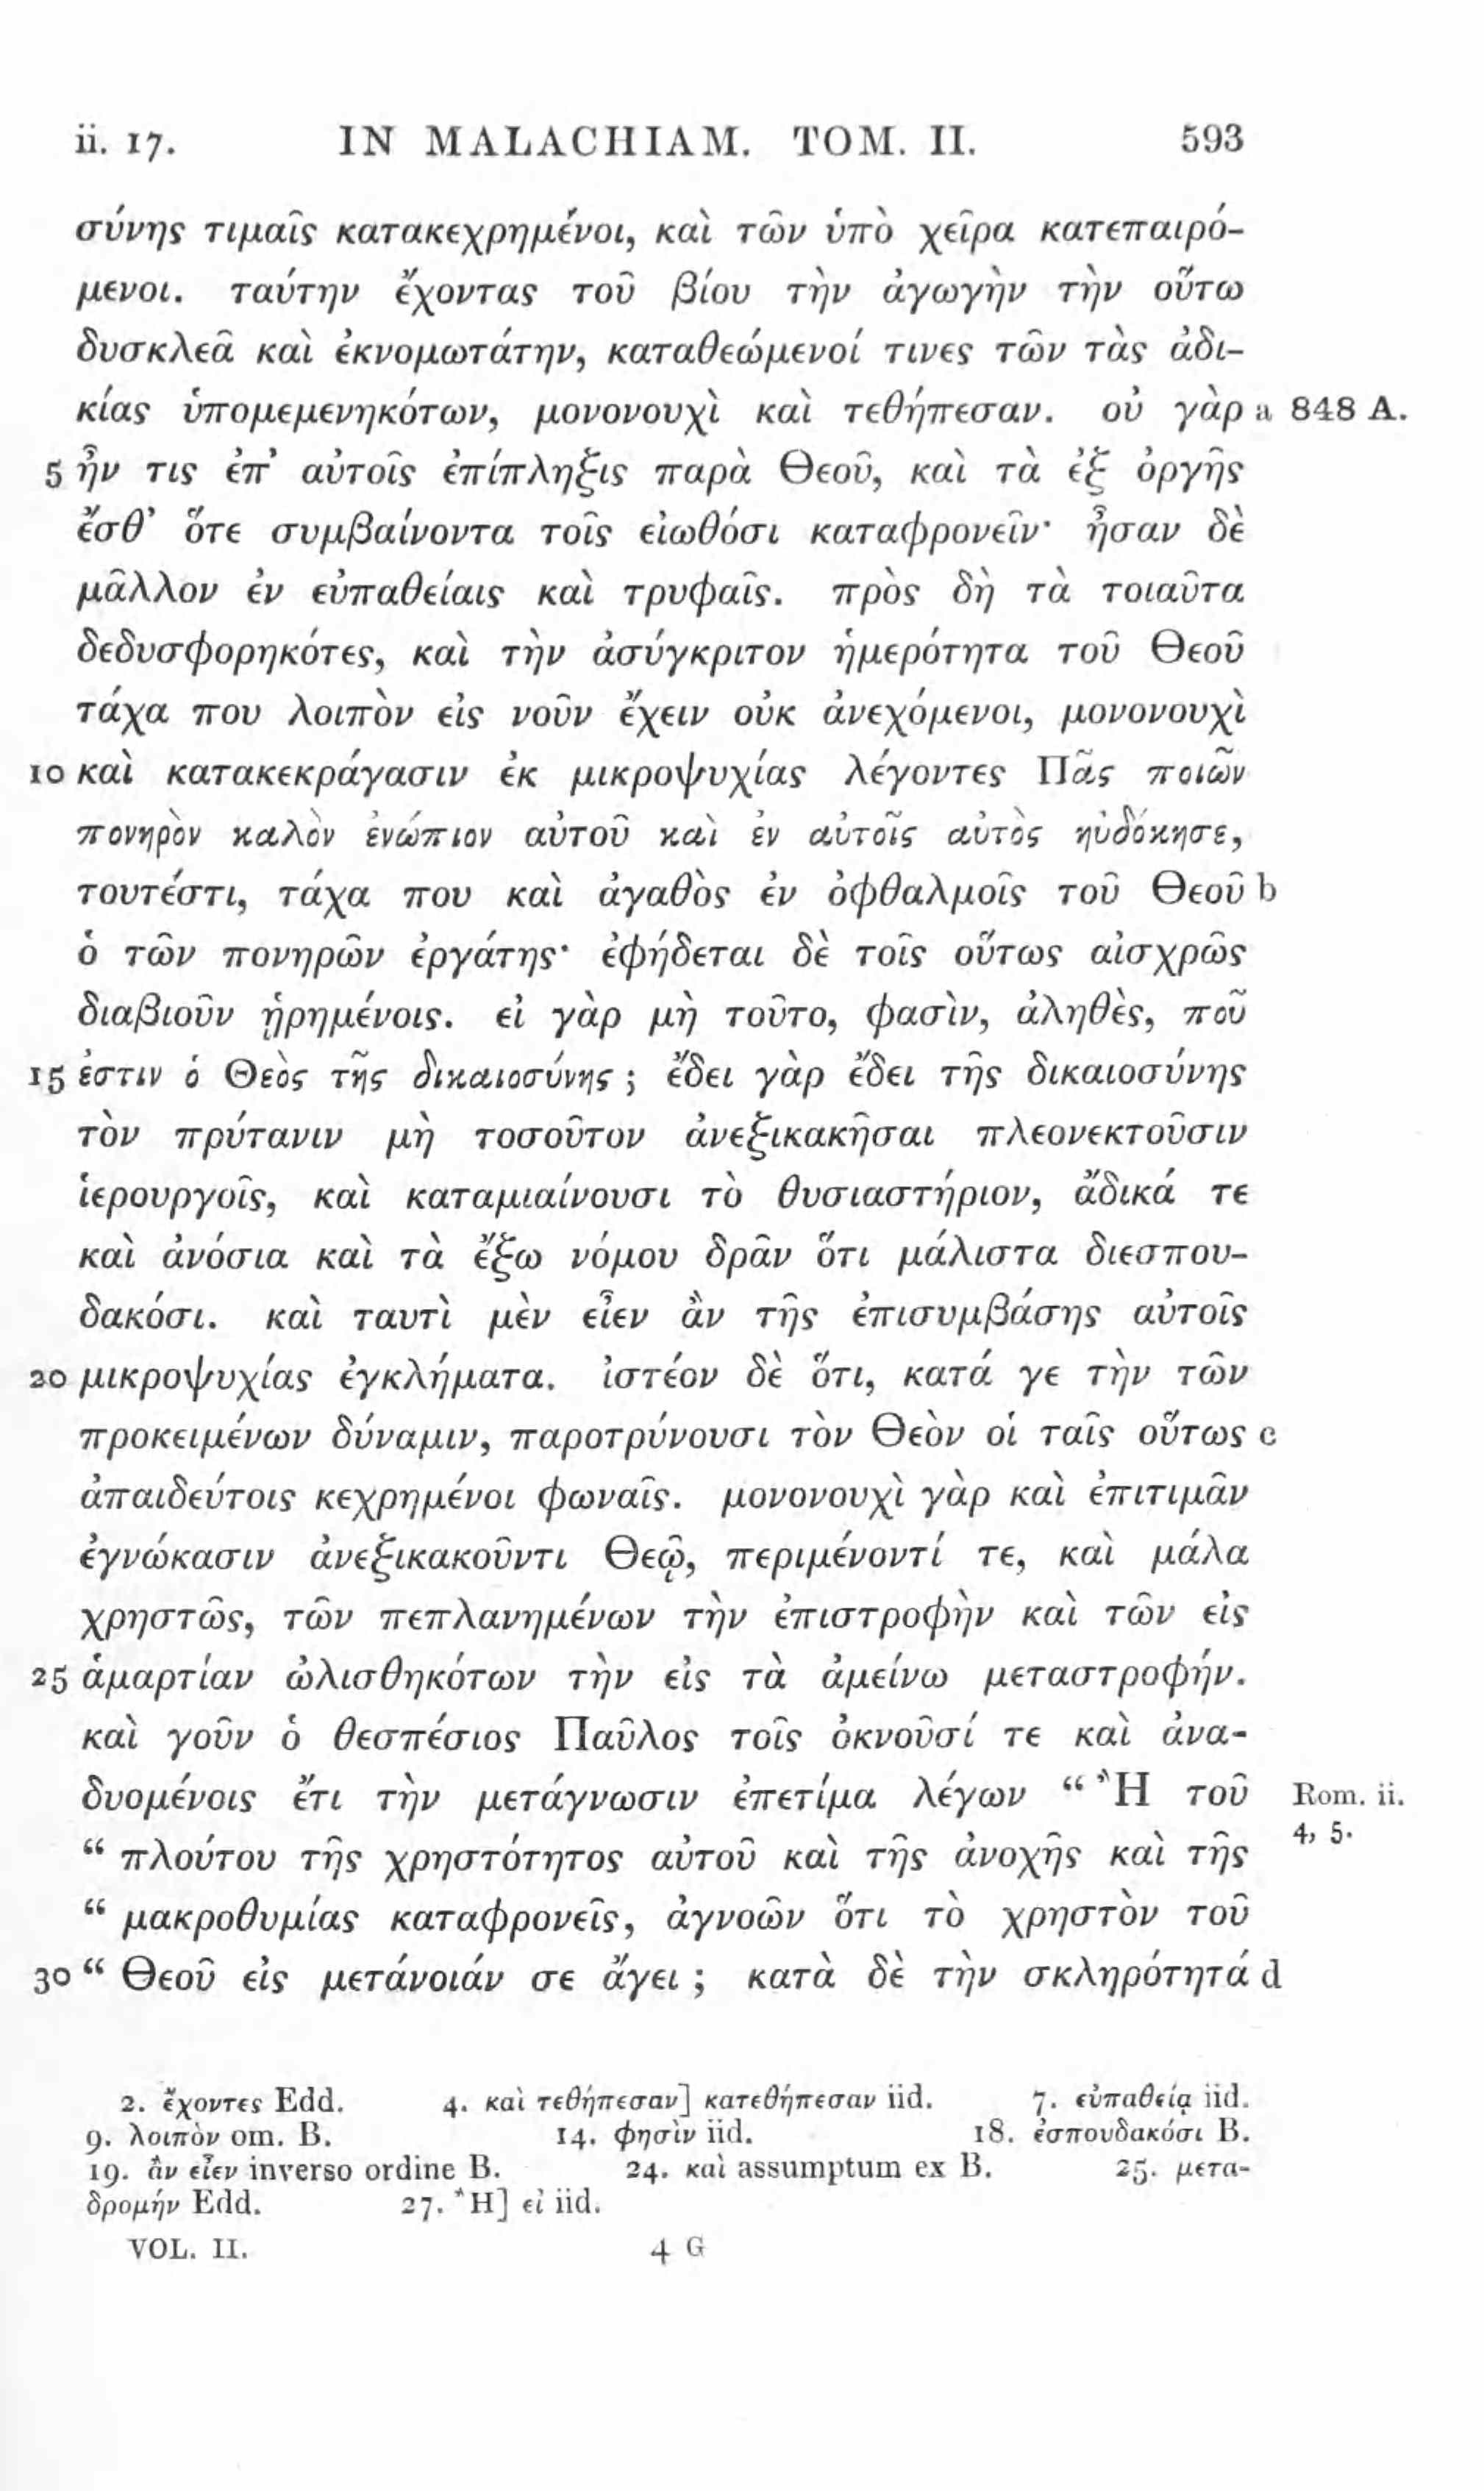 ii. 17. IN MALACHIAM. TOM. II. 593
σύνης τιμαῖς κατακεχρημένοι, καὶ τῶν ὑπὸ χεῖρα κατεπαιρό-
μενοι. ταύτην ἔχοντας τοῦ βίου τὴν ἀγωγὴν τὴν οὕτω
δυσκλεᾶ καὶ ἐκνομωτάτην, καταθεώμενοί τινες τῶν τὰς ἀδι-
κίας ὑπομεμενηκότων, μονονουχὶ καὶ τεθήπεσαν. οὐ γὰρ a 848 A.
5 ἦν τις ἐπ' αὐτοῖς ἐπίπληξις παρὰ Θεοῦ, καὶ τὰ ἐξ ὀργῆς
ἔσθ' ὅτε συμβαίνοντα τοῖς εἰωθόσι καταφρονεῖν· ἦσαν δὲ
μᾶλλον ἐν εὐπαθείαις καὶ τρυφαῖς. πρὸς δὴ τὰ τοιαῦτα
δεδυσφορηκότες, καὶ τὴν ἀσύγκριτον ἡμερότητα τοῦ Θεοῦ
τάχα που λοιπὸν εἰς νοῦν ἔχειν οὐκ ἀνεχόμενοι, μονονουχὶ
10 καὶ κατακεκράγασιν ἐκ μικροψυχίας λέγοντες Πᾶς ποιῶν
πονηρὸν καλὸν ἐνώπιον αὐτοῦ καὶ ἐν αὐτοῖς αὐτὸς ηὐδόκησε,
τουτέστι, τάχα που καὶ ἀγαθὸς ἐν ὀφθαλμοῖς τοῦ Θεοῦ b
ὁ τῶν πονηρῶν ἐργάτης· ἐφήδεται δὲ τοῖς οὕτως αἰσχρῶς
διαβιοῦν ᾑρημένοις. εἰ γὰρ μὴ τοῦτο, φασὶν, ἀληθὲς, ποῦ
15 ἐστιν ὁ Θεὸς τῆς δικαιοσύνης ; ἔδει γὰρ ἔδει τῆς δικαιοσύνης
τὸν πρύτανιν μὴ τοσοῦτον ἀνεξικακῆσαι πλεονεκτοῦσιν
ἱερουργοῖς, καὶ καταμιαίνουσι τὸ θυσιαστήριον, ἄδικά τε
καὶ ἀνόσια καὶ τὰ ἔξω νόμου δρᾶν ὅτι μάλιστα διεσπου-
δακόσι. καὶ ταυτὶ μὲν εἶεν ἂν τῆς ἐπισυμβάσης αὐτοῖς
20 μικροψυχίας ἐγκλήματα. ἰστέον δὲ ὅτι, κατά γε τὴν τῶν
προκειμένων δύναμιν, παροτρύνουσι τὸν Θεὸν οἱ ταῖς οὕτως c
ἀπαιδεύτοις κεχρημένοι φωναῖς. μονονουχὶ γὰρ καὶ ἐπιτιμᾶν
ἐγνώκασιν ἀνεξικακοῦντι Θεῷ, περιμένοντί τε, καὶ μάλα
χρηστῶς, τῶν πεπλανημένων τὴν ἐπιστροφὴν καὶ τῶν εἰς
25 ἁμαρτίαν ὠλισθηκότων τὴν εἰς τὰ ἀμείνω μεταστροφήν.
καὶ γοῦν ὁ θεσπέσιος Παῦλος τοῖς ὀκνοῦσί τε καὶ ἀνα-
δυομένοις ἔτι τὴν μετάγνωσιν ἐπετίμα λέγων “ Ἢ τοῦ Rom. ii.
“ πλούτου τῆς χρηστότητος αὐτοῦ καὶ τῆς ἀνοχῆς καὶ τῆς 4, 5.
“ μακροθυμίας καταφρονεῖς, ἀγνοῶν ὅτι τὸ χρηστὸν τοῦ
30 “ Θεοῦ εἰς μετάνοιάν σε ἄγει ; κατὰ δὲ τὴν σκληρότητά d
2. ἔχοντες Edd. 4. καὶ τεθήπεσαν] κατεθήπεσαν iid. 7. εὐπαθείᾳ iid.
9. λοιπὸν om. B. 14. φησὶν iid. 18. ἐσπουδακόσι B.
19. ἂν εἶεν inverso ordine B. 24. καὶ assumptum ex B. 25. μετα-
δρομήν Edd. 27. Ἢ] εἰ iid.
VOL. II. 4 G